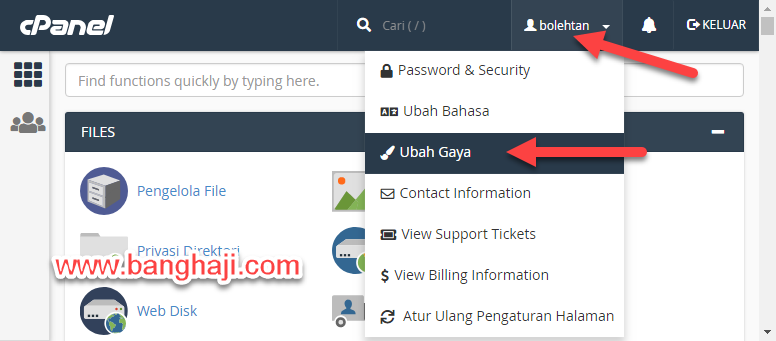 cPanel
Cari ( / )
bolehtan
KELUAR
Find functions quickly by typing here.
Password & Security
Ubah Bahasa
Ubah Gaya
Contact Information
View Support Tickets
View Billing Information
Atur Ulang Pengaturan Halaman
FILES
Pengelola File
Privasi Direktori
www.banghaji.com
Web Disk